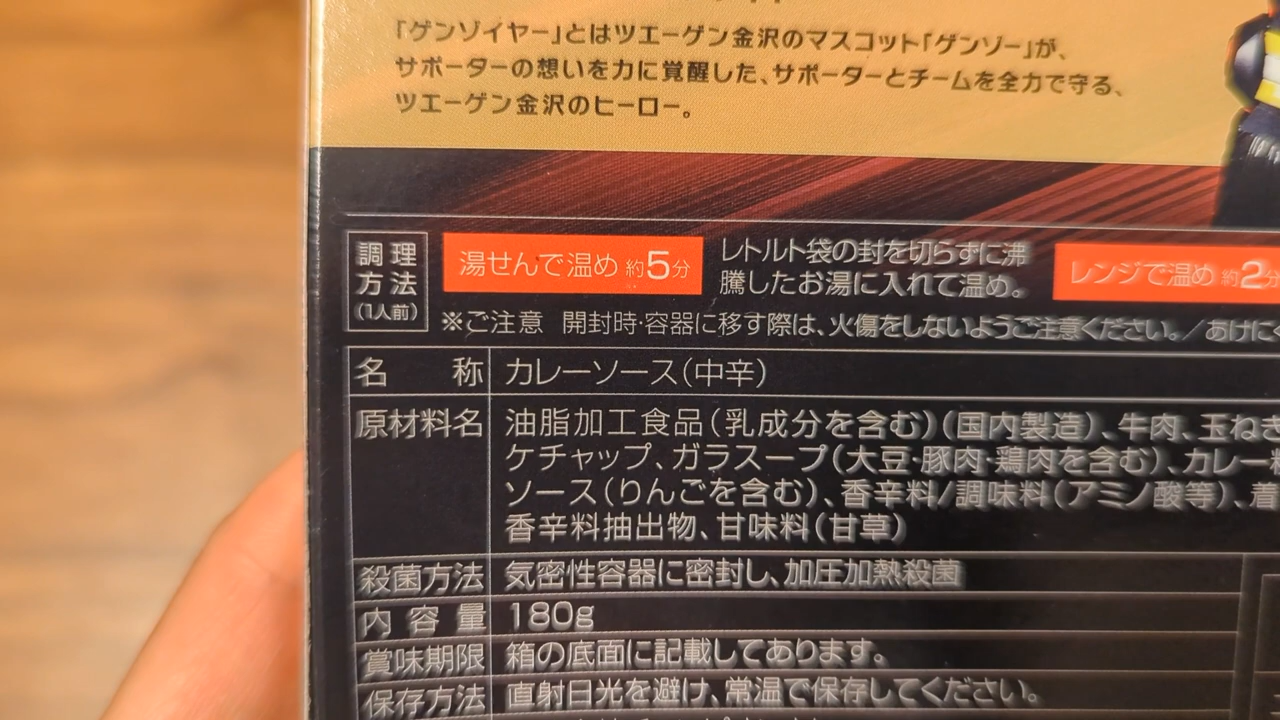 「ゲンゾイヤー」とはツエーゲン金沢のマスコット「ゲンゾー」が、
サポーターの想いを力に覚醒した、サポーターとチームを全力で守る、
ツエーゲン金沢のヒーロー。
調理
方法
(1人前)
湯せんで温め 約5分
レトルト袋の封を切らずに沸
騰したお湯に入れて温め。
レンジで温め 約2分
※ご注意 開封時・容器に移す際は、火傷をしないようご注意ください。/あけに
名称 カレーソース(中辛)
原材料名 油脂加工食品(乳成分を含む)(国内製造)、牛肉、玉ねぎ
ケチャップ、ガラスープ(大豆・豚肉・鶏肉を含む)、カレー
ソース(りんごを含む)、香辛料/調味料(アミノ酸等)、着
香辛料抽出物、甘味料(甘草)
殺菌方法 気密性容器に密封し、加圧加熱殺菌
内容量 180g
賞味期限 箱の底面に記載してあります。
保存方法 直射日光を避け、常温で保存してください。